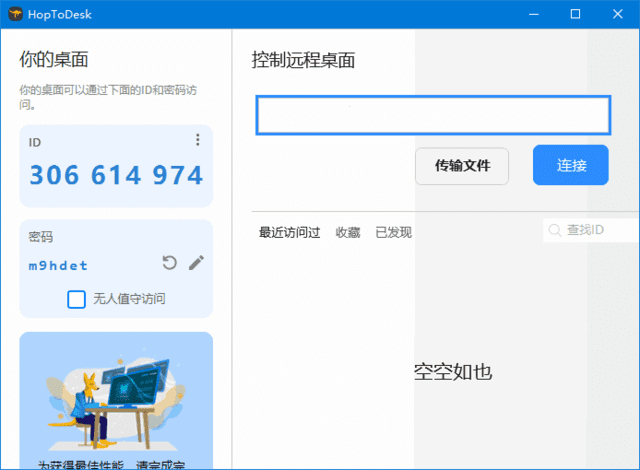 HopToDesk
你的桌面
你的桌面可以通过下面的ID和密码访
问。
ID
306 614 974
密码
m9hdet
无人值守访问
为获得最佳性能，请完成完
控制远程桌面
传输文件
连接
最近访问过
收藏
已发现
查找ID
空空如也